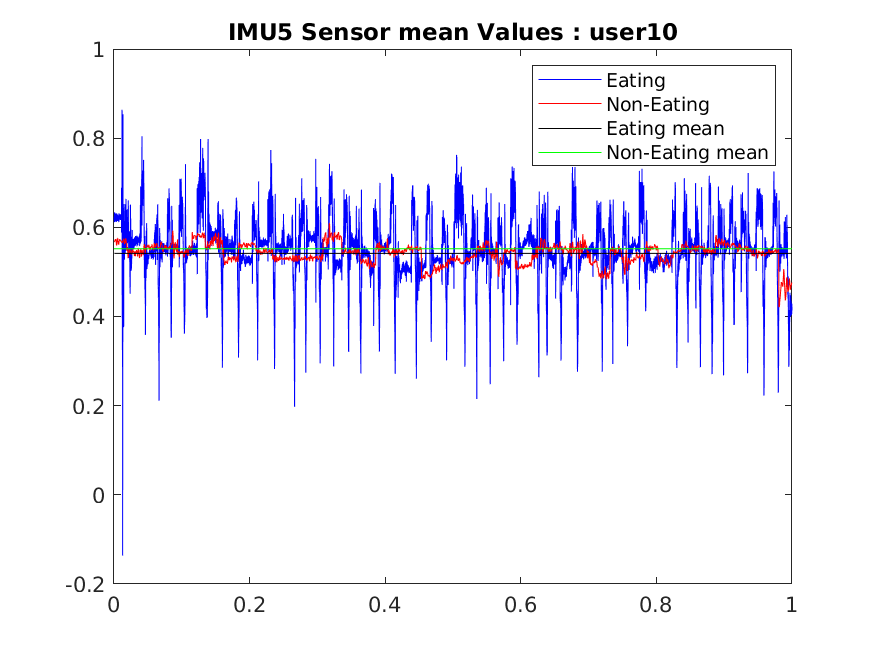 IMU5 Sensor mean Values : user10
Eating
Non-Eating
Eating mean
Non-Eating mean
1
0.8
0.6
0.4
0.2
0
-0.2
0
0.2
0.4
0.6
0.8
1